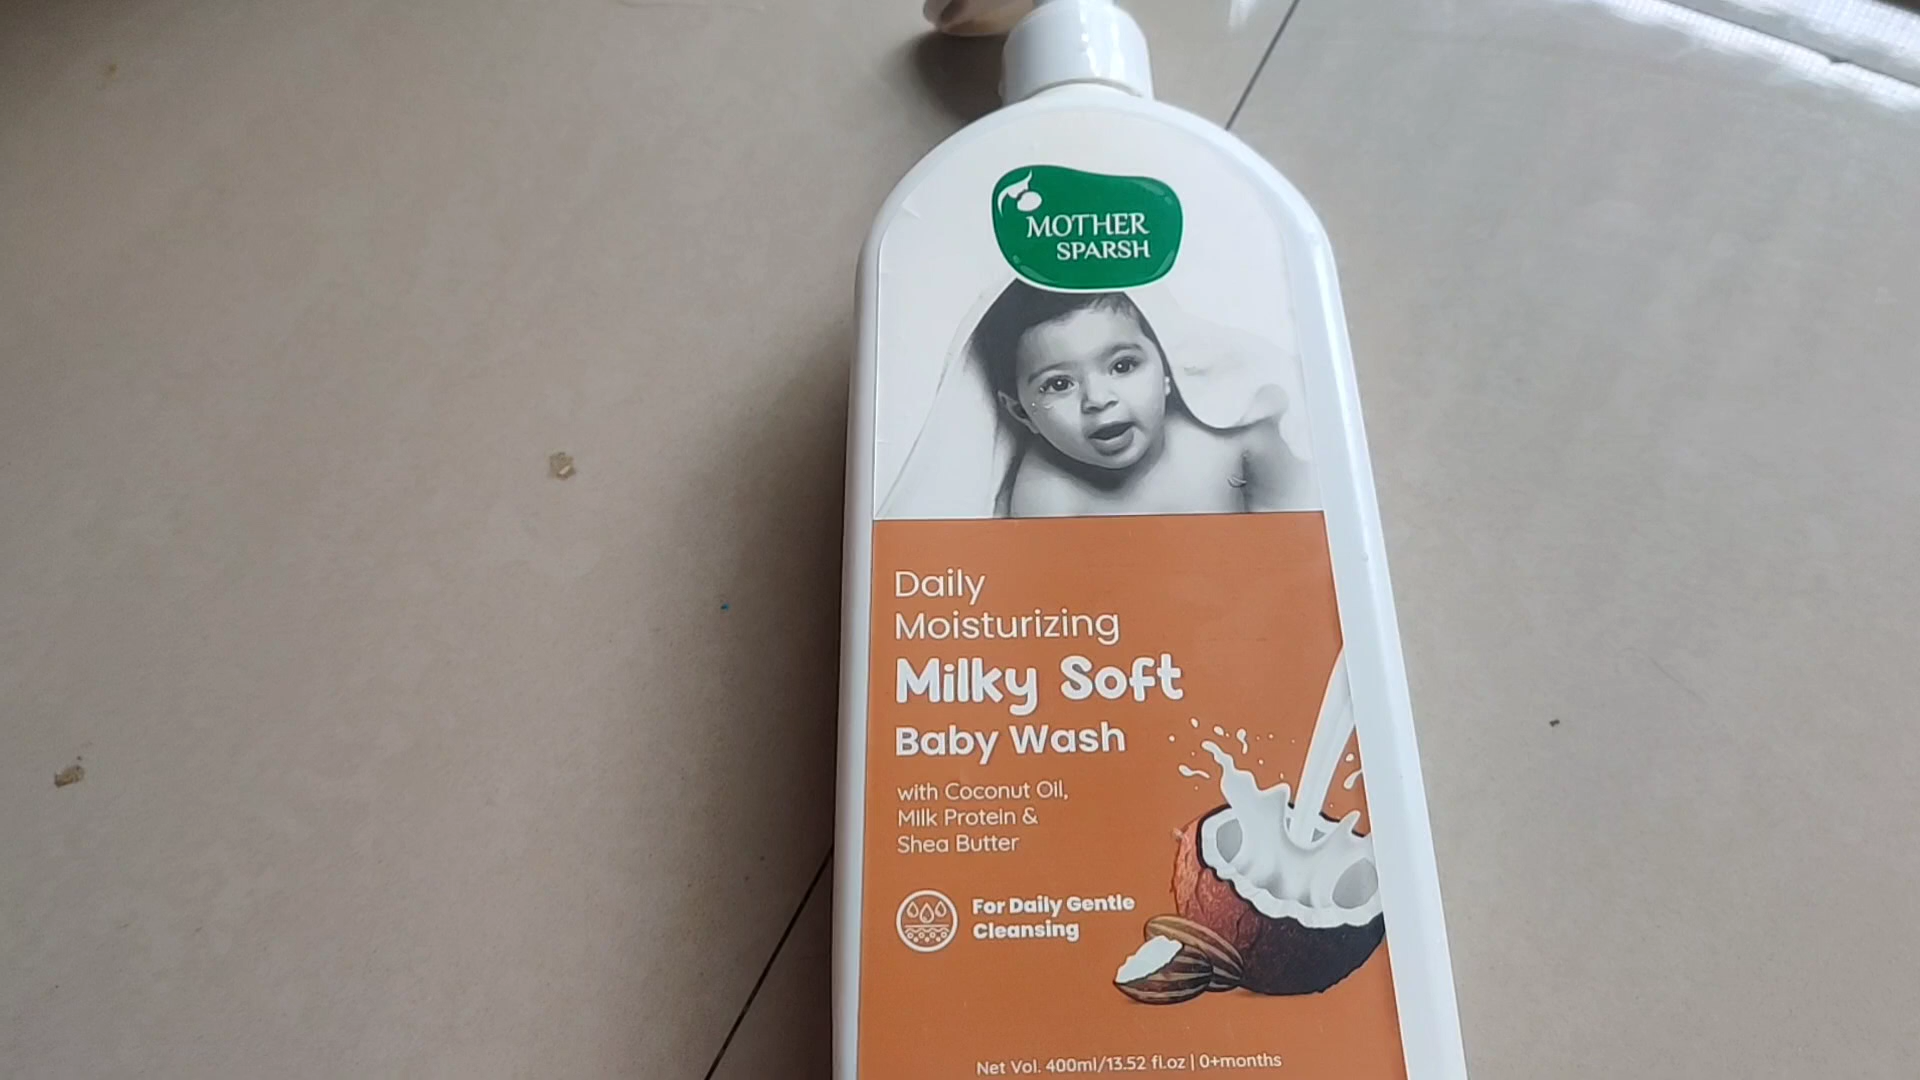 MOTHER
SPARSH
Daily
Moisturizing
Milky Soft
Baby Wash
with Coconut Oil,
Milk Protein &
Shea Butter
For Daily Gentle
Cleansing
Net Vol. 400ml/13.52 fl.oz | 0+months